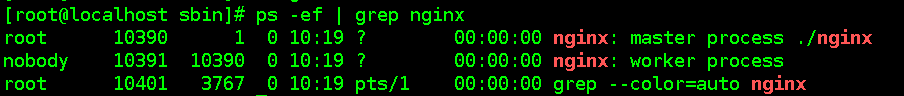 [root@localhost sbin]# ps -ef | grep nginx
root     10390     1  0 10:19 ?        00:00:00 nginx: master process ./nginx
nobody   10391 10390  0 10:19 ?        00:00:00 nginx: worker process
root     10401  3767  0 10:19 pts/1    00:00:00 grep --color=auto nginx